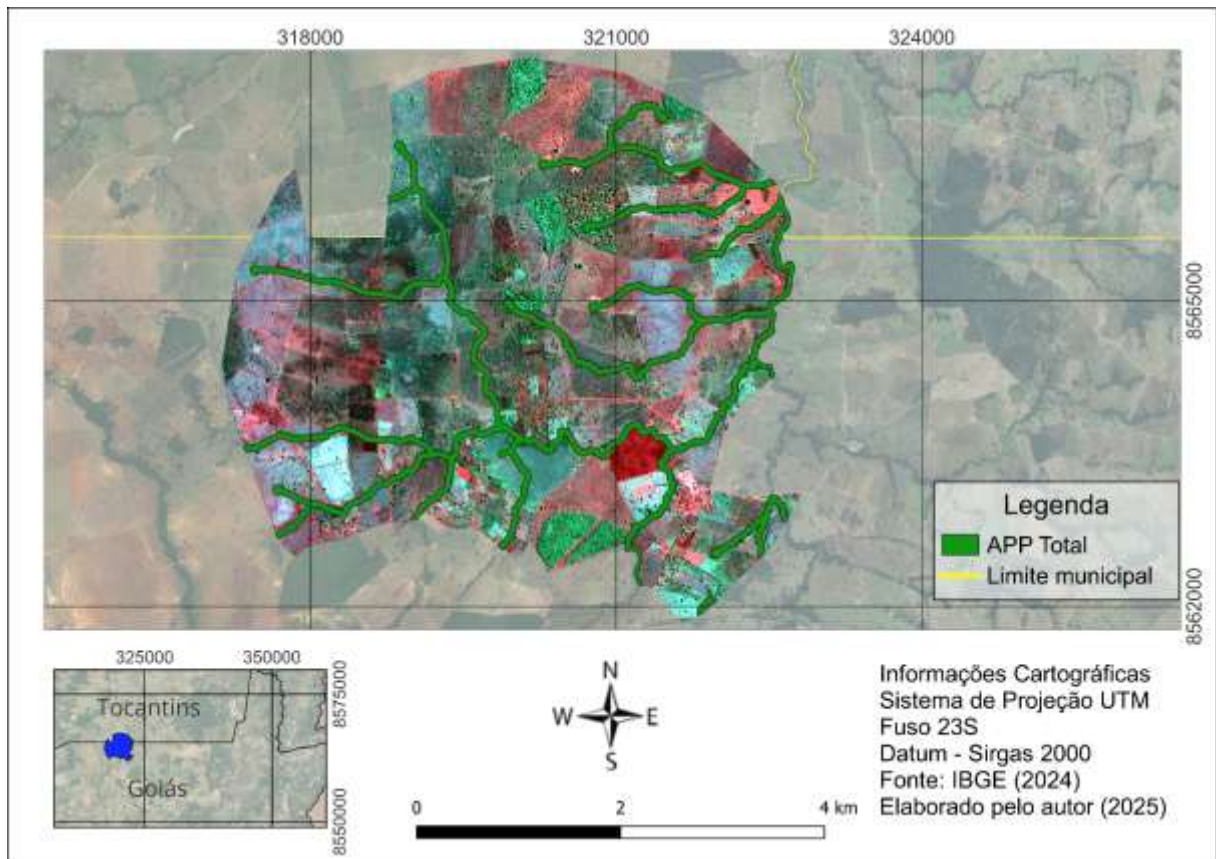 318000 321000 324000
8565000
8562000
Legenda
APP Total
Limite municipal
325000 350000
8575000
8550000
Tocantins
Goiás
N
W E
S
0 2 4 km
Informações Cartográficas
Sistema de Projeção UTM
Fuso 23S
Datum - Sirgas 2000
Fonte: IBGE (2024)
Elaborado pelo autor (2025)